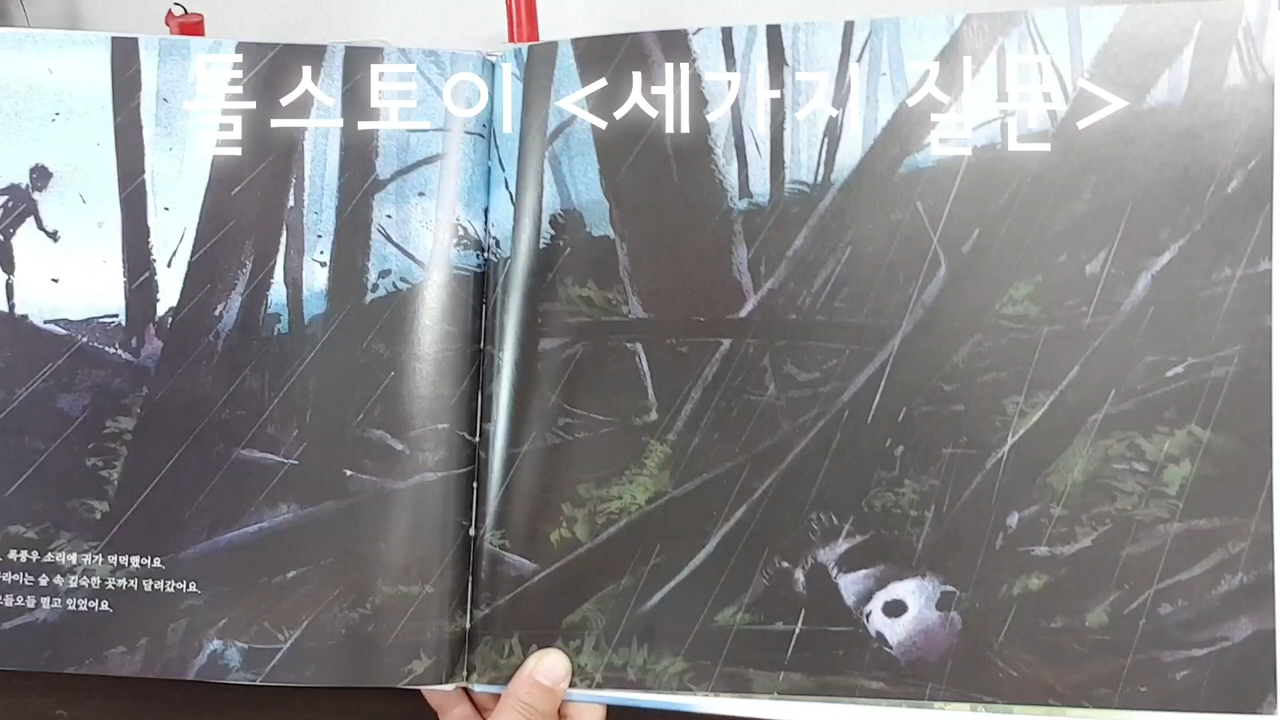 톨스토이 <세가지 질문>
폭풍우 소리에 귀가 먹먹했어요.
라이는 숲 속 깊숙한 곳까지 달려갔어요.
오들오들 떨고 있었어요.